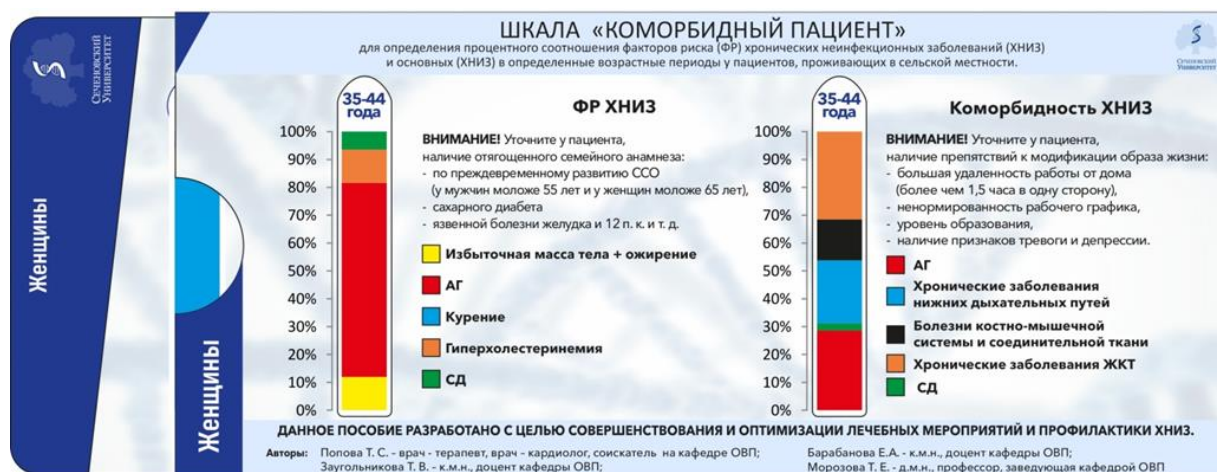 Женщины
СЕЧЕНОВСКИЙ
УНИВЕРСИТЕТ
Женщины
ШКАЛА «КОМОРБИДНЫЙ ПАЦИЕНТ»
для определения процентного соотношения факторов риска (ФР) хронических неинфекционных заболеваний (ХНИЗ)
и основных (ХНИЗ) в определенные возрастные периоды у пациентов, проживающих в сельской местности.
СЕЧЕНОВСКИЙ
УНИВЕРСИТЕТ
35-44
года
100%
90%
80%
70%
60%
50%
40%
30%
20%
10%
0%
ФР ХНИЗ
ВНИМАНИЕ! Уточните у пациента,
наличие отягощенного семейного анамнеза:
- по преждевременному развитию ССО
(у мужчин моложе 55 лет и у женщин моложе 65 лет),
- сахарного диабета
- язвенной болезни желудка и 12 п. к. и т. д.
Избыточная масса тела + ожирение
АГ
Курение
Гиперхолестеринемия
СД
35-44
года
100%
90%
80%
70%
60%
50%
40%
30%
20%
10%
0%
Коморбидность ХНИЗ
ВНИМАНИЕ! Уточните у пациента,
наличие препятствий к модификации образа жизни:
- большая удаленность работы от дома
(более чем 1,5 часа в одну сторону),
- ненормированность рабочего графика,
- уровень образования,
- наличие признаков тревоги и депрессии.
АГ
Хронические заболевания
нижних дыхательных путей
Болезни костно-мышечной
системы и соединительной ткани
Хронические заболевания ЖКТ
СД
ДАННОЕ ПОСОБИЕ РАЗРАБОТАНО С ЦЕЛЬЮ СОВЕРШЕНСТВОВАНИЯ И ОПТИМИЗАЦИИ ЛЕЧЕБНЫХ МЕРОПРИЯТИЙ И ПРОФИЛАКТИКИ ХНИЗ.
Авторы: Попова Т. С. - врач - терапевт, врач – кардиолог, соискатель на кафедре ОВП;
Заугольникова Т. В. - к.м.н., доцент кафедры ОВП;
Барабанова Е.А. - к.м.н., доцент кафедры ОВП;
Морозова Т. Е. - д.м.н., профессор, заведующая кафедрой ОВП